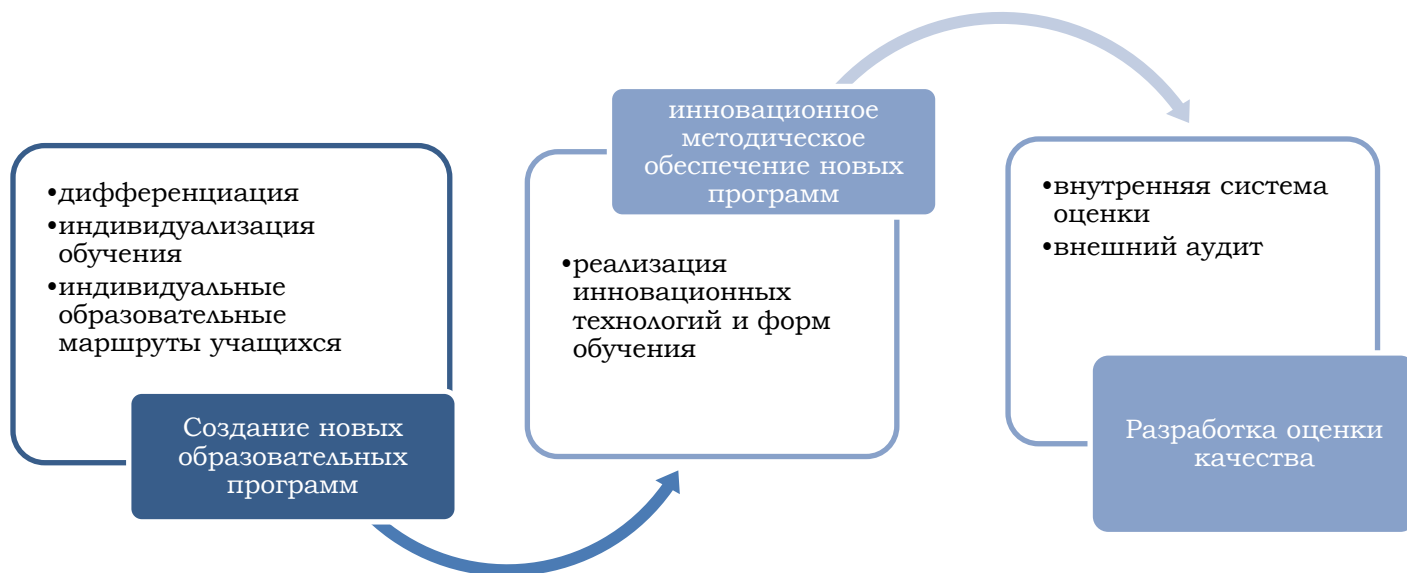 •дифференциация
•индивидуализация
обучения
•индивидуальные
образовательные
маршруты учащихся
Создание новых
образовательных
программ
инновационное
методическое
обеспечение новых
программ
•реализация
инновационных
технологий и форм
обучения
•внутренняя система
оценки
•внешний аудит
Разработка оценки
качества